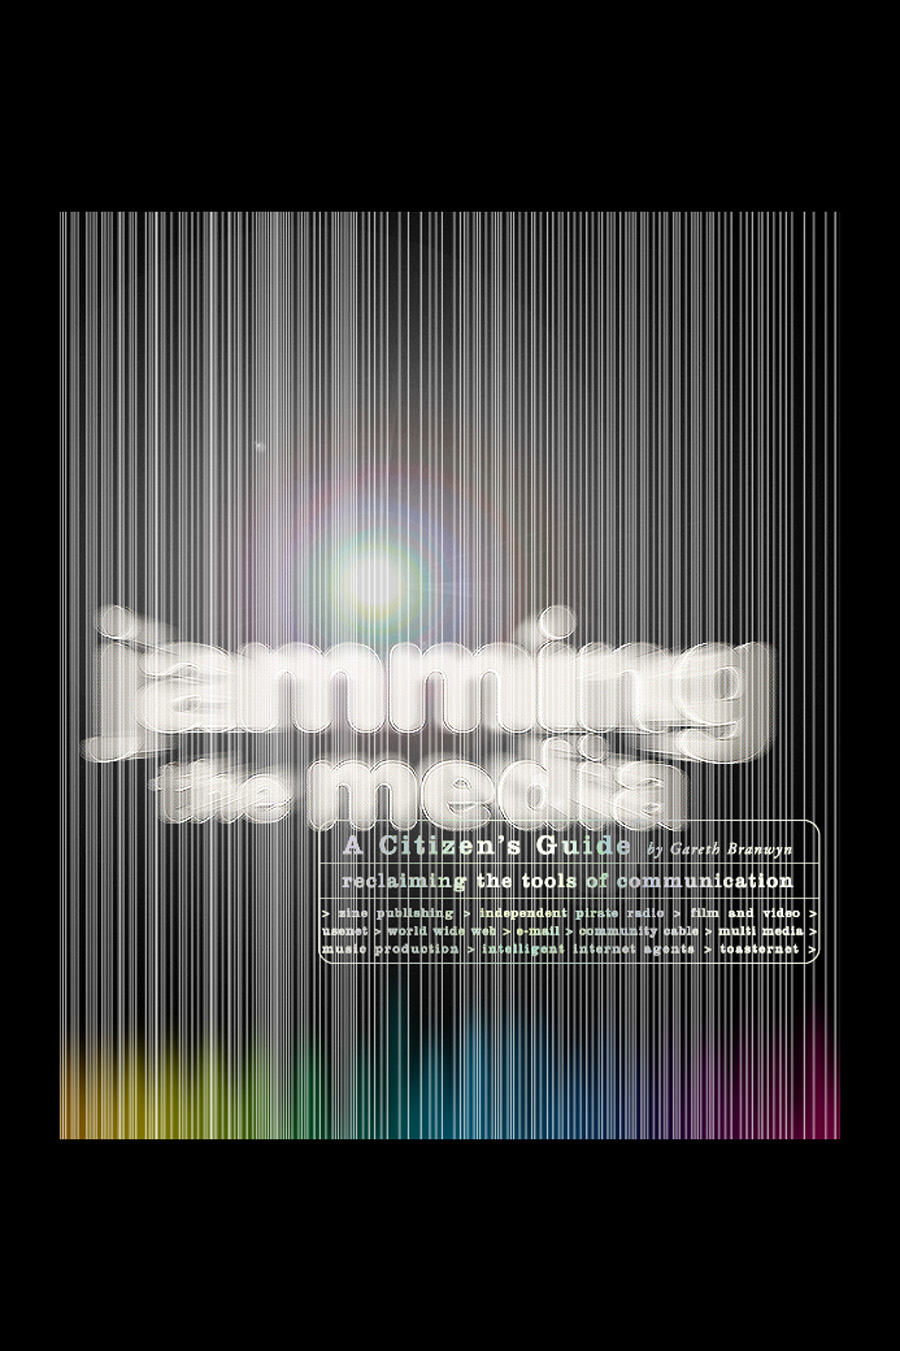 jamming
the media
A Citizen's Guide by Gareth Branwyn
reclaiming the tools of communication
> zine publishing > independent pirate radio > film and video >
usenet > world wide web > e-mail > community cable > multi media >
music production > intelligent internet agents > toasternet >